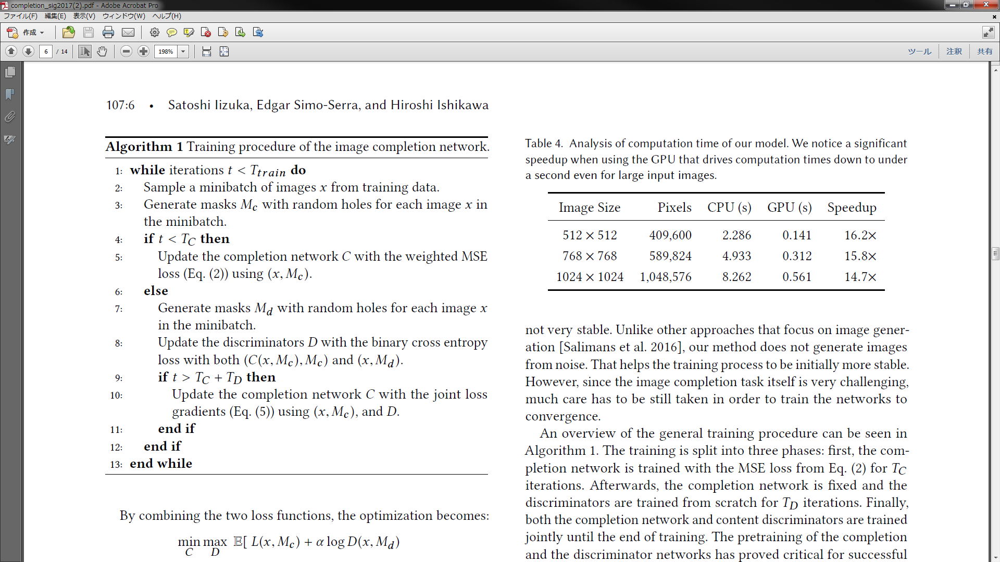 completion_sig2017(2).pdf - Adobe Acrobat Pro
ファイル(F) 編集(E) 表示(V) ウィンドウ(W) ヘルプ(H)
作成
6 / 14 198% ツール 注釈 共有
107:6 • Satoshi Iizuka, Edgar Simo-Serra, and Hiroshi Ishikawa
Algorithm 1 Training procedure of the image completion network.
1: while iterations t < T_train do
2: Sample a minibatch of images x from training data.
3: Generate masks M_c with random holes for each image x in
the minibatch.
4: if t < T_C then
5: Update the completion network C with the weighted MSE
loss (Eq. (2)) using (x, M_c).
6: else
7: Generate masks M_d with random holes for each image x
in the minibatch.
8: Update the discriminators D with the binary cross entropy
loss with both (C(x, M_c), M_c) and (x, M_d).
9: if t > T_C + T_D then
10: Update the completion network C with the joint loss
gradients (Eq. (5)) using (x, M_c), and D.
11: end if
12: end if
13: end while
By combining the two loss functions, the optimization becomes:
min max 𝔼[ L(x, M_c) + α log D(x, M_d)
C D
Table 4. Analysis of computation time of our model. We notice a significant
speedup when using the GPU that drives computation times down to under
a second even for large input images.
Image Size Pixels CPU (s) GPU (s) Speedup
512 × 512 409,600 2.286 0.141 16.2×
768 × 768 589,824 4.933 0.312 15.8×
1024 × 1024 1,048,576 8.262 0.561 14.7×
not very stable. Unlike other approaches that focus on image gener-
ation [Salimans et al. 2016], our method does not generate images
from noise. That helps the training process to be initially more stable.
However, since the image completion task itself is very challenging,
much care has to be still taken in order to train the networks to
convergence.
An overview of the general training procedure can be seen in
Algorithm 1. The training is split into three phases: first, the com-
pletion network is trained with the MSE loss from Eq. (2) for T_C
iterations. Afterwards, the completion network is fixed and the
discriminators are trained from scratch for T_D iterations. Finally,
both the completion network and content discriminators are trained
jointly until the end of training. The pretraining of the completion
and the discriminator networks has proved critical for successful